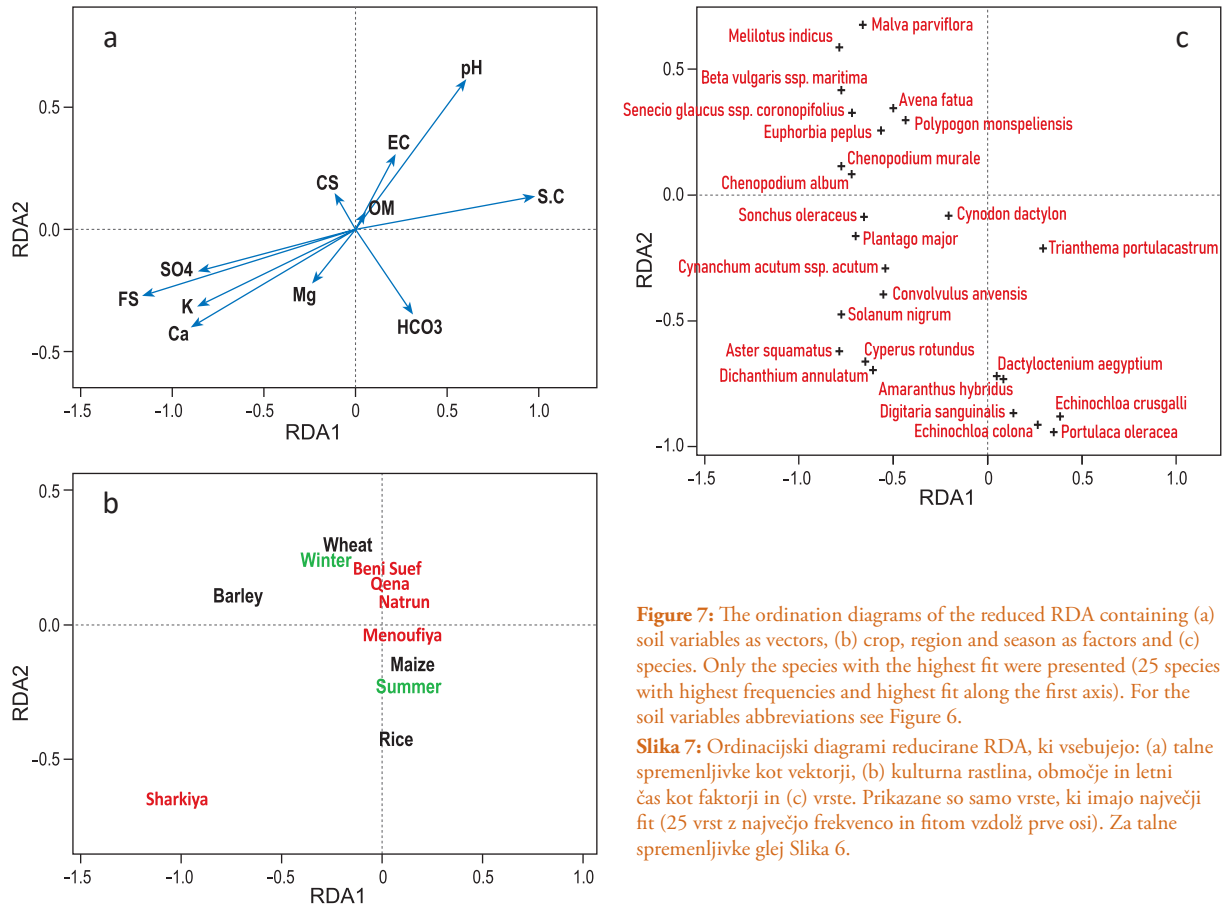 a
pH
EC
CS
OM
S.C
SO4
FS
K
Ca
Mg
HCO3
0.5
0.0
−0.5
RDA2
−1.5
−1.0
−0.5
0
0.5
1.0
RDA1
b
Wheat
Winter
Beni Suef
Qena
Natrun
Barley
Menoufiya
Maize
Summer
Rice
Sharkiya
0.5
0.0
−0.5
RDA2
−1.5
−1.0
−0.5
0
0.5
1.0
RDA1
c
Malva parviflora
Melilotus indicus
Beta vulgaris ssp. maritima
Avena fatua
Senecio glaucus ssp. coronopifolius
Polypogon monspeliensis
Euphorbia peplus
Chenopodium murale
Chenopodium album
Sonchus oleraceus
Cynodon dactylon
Plantago major
Trianthema portulacastrum
Cynanchum acutum ssp. acutum
Convolvulus anvensis
Solanum nigrum
Aster squamatus
Cyperus rotundus
Dactyloctenium aegyptium
Dichanthium annulatum
Amaranthus hybridus
Digitaria sanguinalis
Echinochloa crusgalli
Echinochloa colona
Portulaca oleracea
0.5
0.0
−0.5
−1.0
RDA2
−1.5
−1.0
−0.5
0
0.5
1.0
RDA1
Figure 7: The ordination diagrams of the reduced RDA containing (a)
soil variables as vectors, (b) crop, region and season as factors and (c)
species. Only the species with the highest fit were presented (25 species
with highest frequencies and highest fit along the first axis). For the
soil variables abbreviations see Figure 6.
Slika 7: Ordinacijski diagrami reducirane RDA, ki vsebujejo: (a) talne
spremenljivke kot vektorji, (b) kulturna rastlina, območje in letni
čas kot faktorji in (c) vrste. Prikazane so samo vrste, ki imajo največji
fit (25 vrst z največjo frekvenco in fitom vzdolž prve osi). Za talne
spremenljivke glej Slika 6.